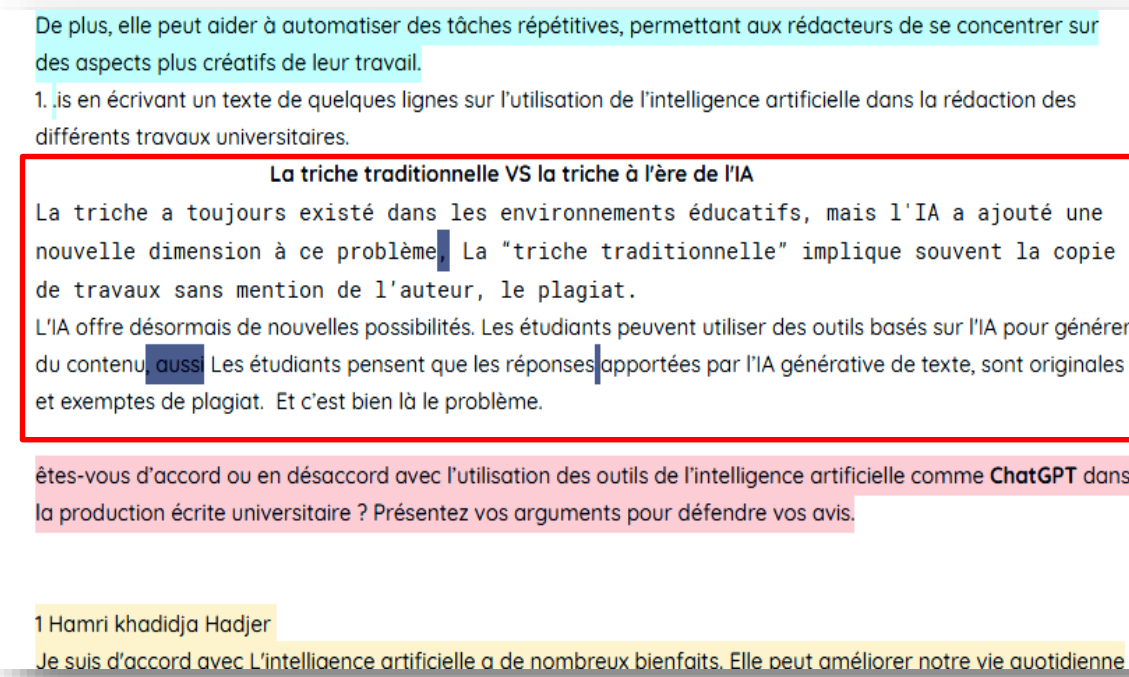 De plus, elle peut aider à automatiser des tâches répétitives, permettant aux rédacteurs de se concentrer sur
des aspects plus créatifs de leur travail.
1. .is en écrivant un texte de quelques lignes sur l'utilisation de l'intelligence artificielle dans la rédaction des
différents travaux universitaires.
La triche traditionnelle VS la triche à l'ère de l'IA
La triche a toujours existé dans les environnements éducatifs, mais l'IA a ajouté une
nouvelle dimension à ce problème, La “triche traditionnelle” implique souvent la copie
de travaux sans mention de l’auteur, le plagiat.
L'IA offre désormais de nouvelles possibilités. Les étudiants peuvent utiliser des outils basés sur l'IA pour générer
du contenu, aussi Les étudiants pensent que les réponses apportées par l’IA générative de texte, sont originales
et exemptes de plagiat.  Et c’est bien là le problème.
êtes-vous d’accord ou en désaccord avec l’utilisation des outils de l’intelligence artificielle comme ChatGPT dans
la production écrite universitaire ? Présentez vos arguments pour défendre vos avis.
1 Hamri khadidja Hadjer
Je suis d'accord avec L'intelligence artificielle a de nombreux bienfaits. Elle peut améliorer notre vie quotidienne